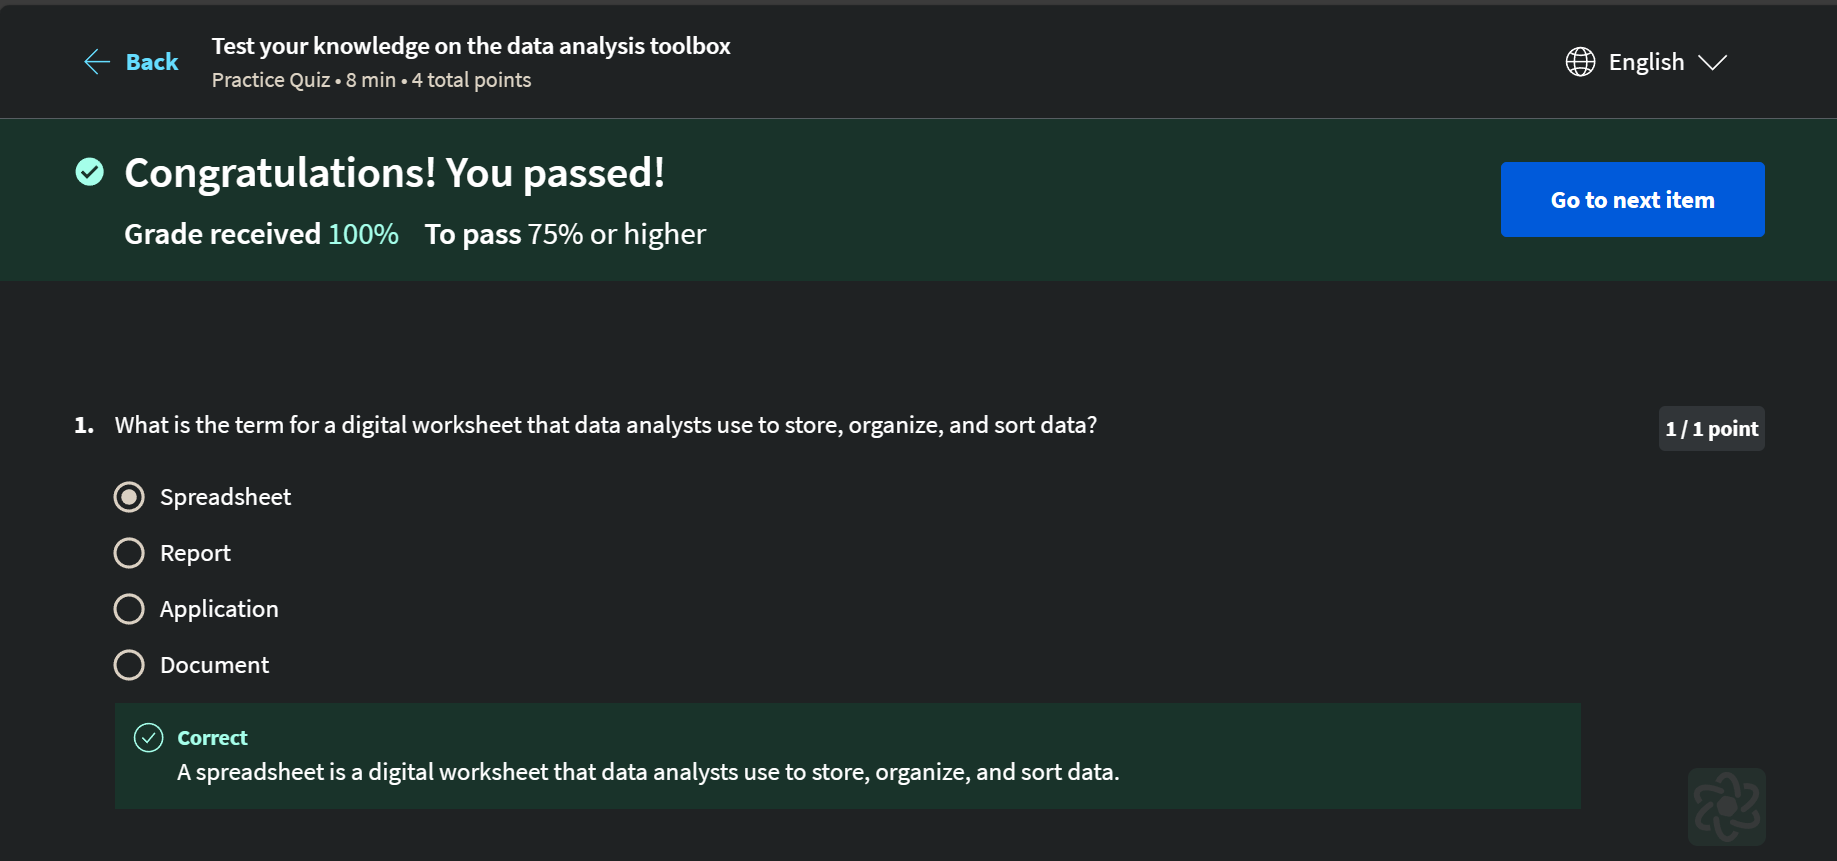 Back
Test your knowledge on the data analysis toolbox
Practice Quiz • 8 min • 4 total points
English
Congratulations! You passed!
Grade received 100% To pass 75% or higher
Go to next item
1. What is the term for a digital worksheet that data analysts use to store, organize, and sort data?
1 / 1 point
Spreadsheet
Report
Application
Document
Correct
A spreadsheet is a digital worksheet that data analysts use to store, organize, and sort data.